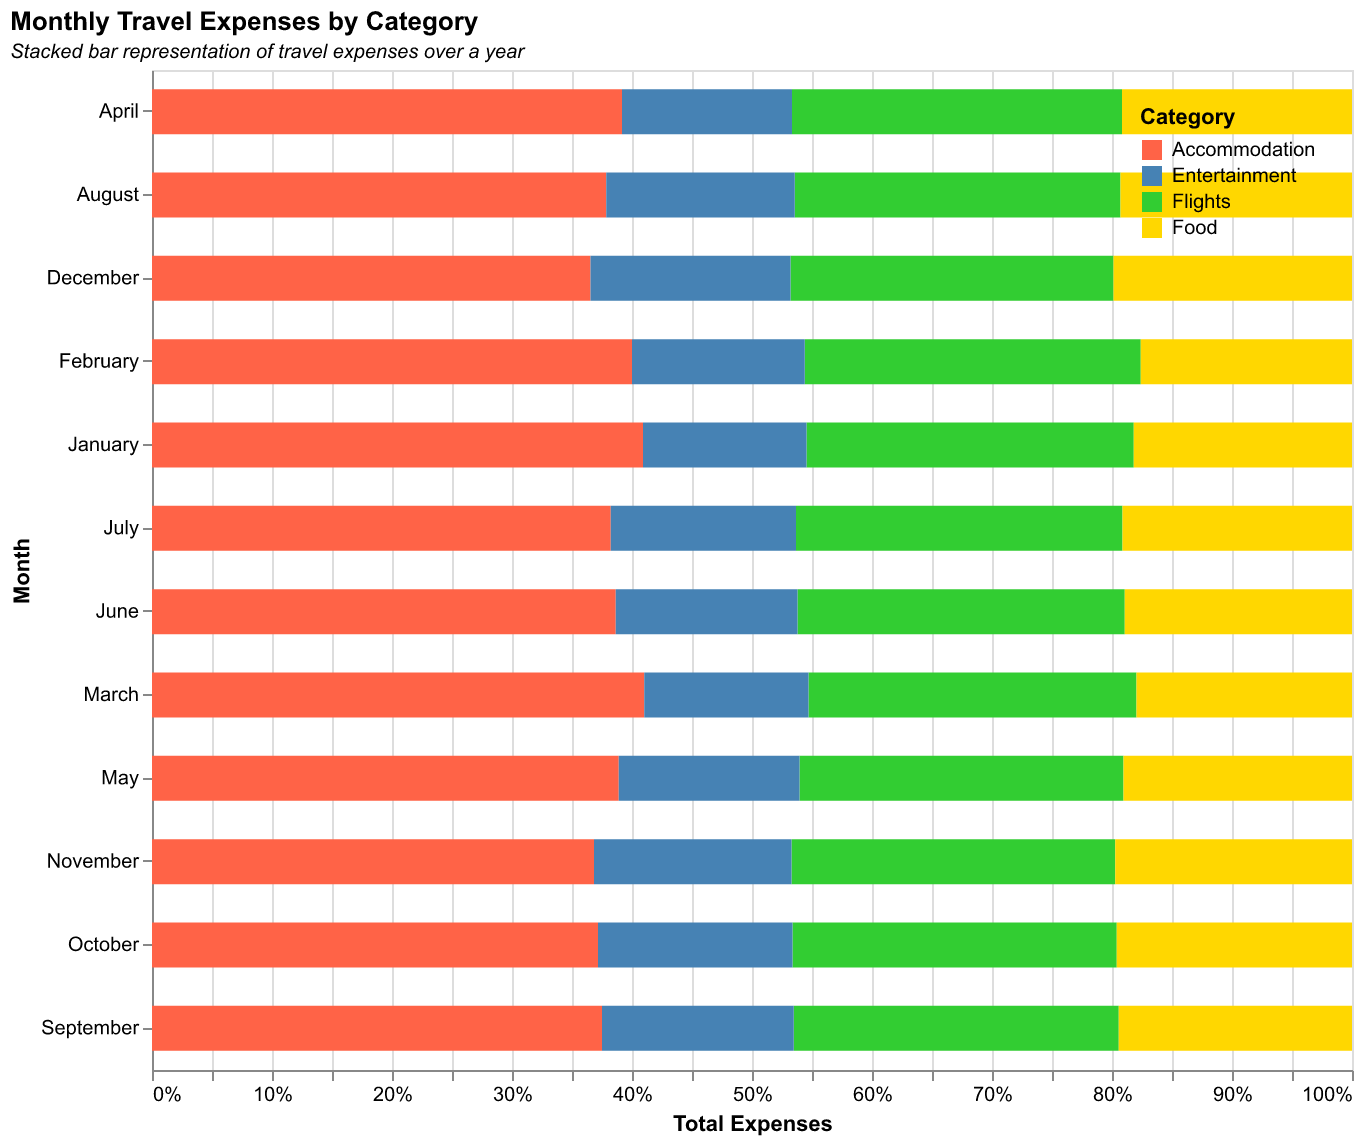 Monthly Travel Expenses by Category
Stacked bar representation of travel expenses over a year
Category
Accommodation
Entertainment
Flights
Food
Month
April
August
December
February
January
July
June
March
May
November
October
September
0% 10% 20% 30% 40% 50% 60% 70% 80% 90% 100%
Total Expenses